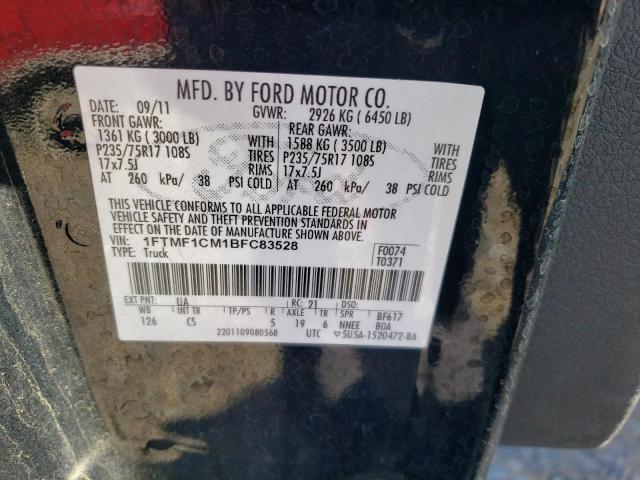 MFD. BY FORD MOTOR CO.
DATE: 09/11 GVWR: 2926 KG ( 6450 LB)
FRONT GAWR: REAR GAWR:
1361 KG ( 3000 LB) 1588 KG ( 3500 LB)
P235/75R17 108S TIRES P235/75R17 108S TIRES
17x7.5J RIMS 17x7.5J RIMS
AT 260 kPa/ 38 PSI COLD AT 260 kPa/ 38 PSI COLD
THIS VEHICLE CONFORMS TO ALL APPLICABLE FEDERAL MOTOR
VEHICLE SAFETY AND THEFT PREVENTION STANDARDS IN
EFFECT ON THE DATE OF MANUFACTURE SHOWN ABOVE.
VIN: 1FTMF1CM1BFC83528 F0074
TYPE: Truck T0371
EXT PNT: UA RC: 21 DSO:
WB INT TR TP/PS R AXLE TR SPR BF617
126 CS 5 19 6 NNEE BOA
2201109080568 UTC 5U5A-1520472-BA